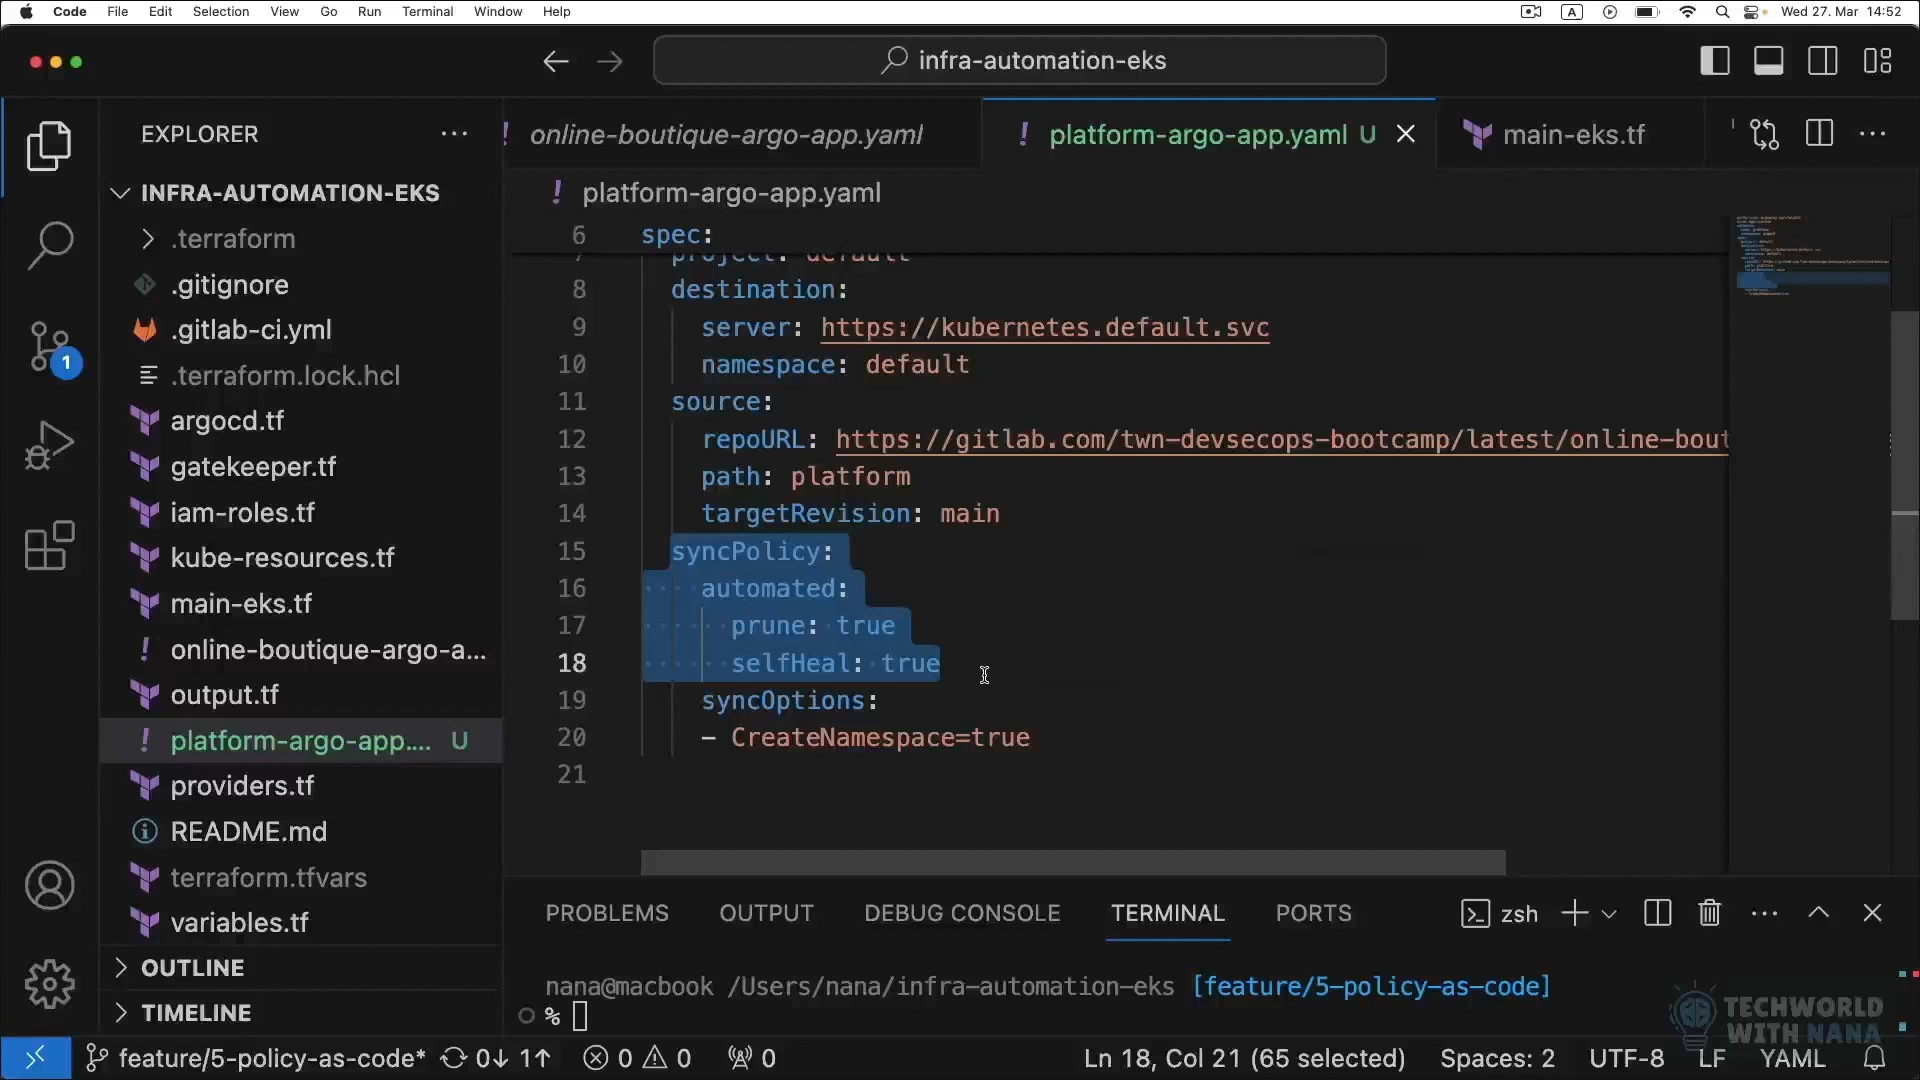 Code File Edit Selection View Go Run Terminal Window Help
A
Wed 27. Mar 14:52
infra-automation-eks
EXPLORER
INFRA-AUTOMATION-EKS
.terraform
.gitignore
.gitlab-ci.yml
.terraform.lock.hcl
argocd.tf
gatekeeper.tf
iam-roles.tf
kube-resources.tf
main-eks.tf
! online-boutique-argo-a...
output.tf
! platform-argo-app.... U
providers.tf
README.md
terraform.tfvars
variables.tf
OUTLINE
TIMELINE
1
! online-boutique-argo-app.yaml
! platform-argo-app.yaml U
main-eks.tf
! platform-argo-app.yaml
6 spec:
7 project: default
8 destination:
9 server: https://kubernetes.default.svc
10 namespace: default
11 source:
12 repoURL: https://gitlab.com/twn-devsecops-bootcamp/latest/online-bout
13 path: platform
14 targetRevision: main
15 syncPolicy:
16 automated:
17 prune: true
18 selfHeal: true
19 syncOptions:
20 - CreateNamespace=true
21
PROBLEMS OUTPUT DEBUG CONSOLE TERMINAL PORTS
zsh
nana@macbook /Users/nana/infra-automation-eks [feature/5-policy-as-code]
%
TECHWORLD
WITH NANA
feature/5-policy-as-code* 0↓ 1↑ 0 0 0
Ln 18, Col 21 (65 selected) Spaces: 2 UTF-8 LF YAML